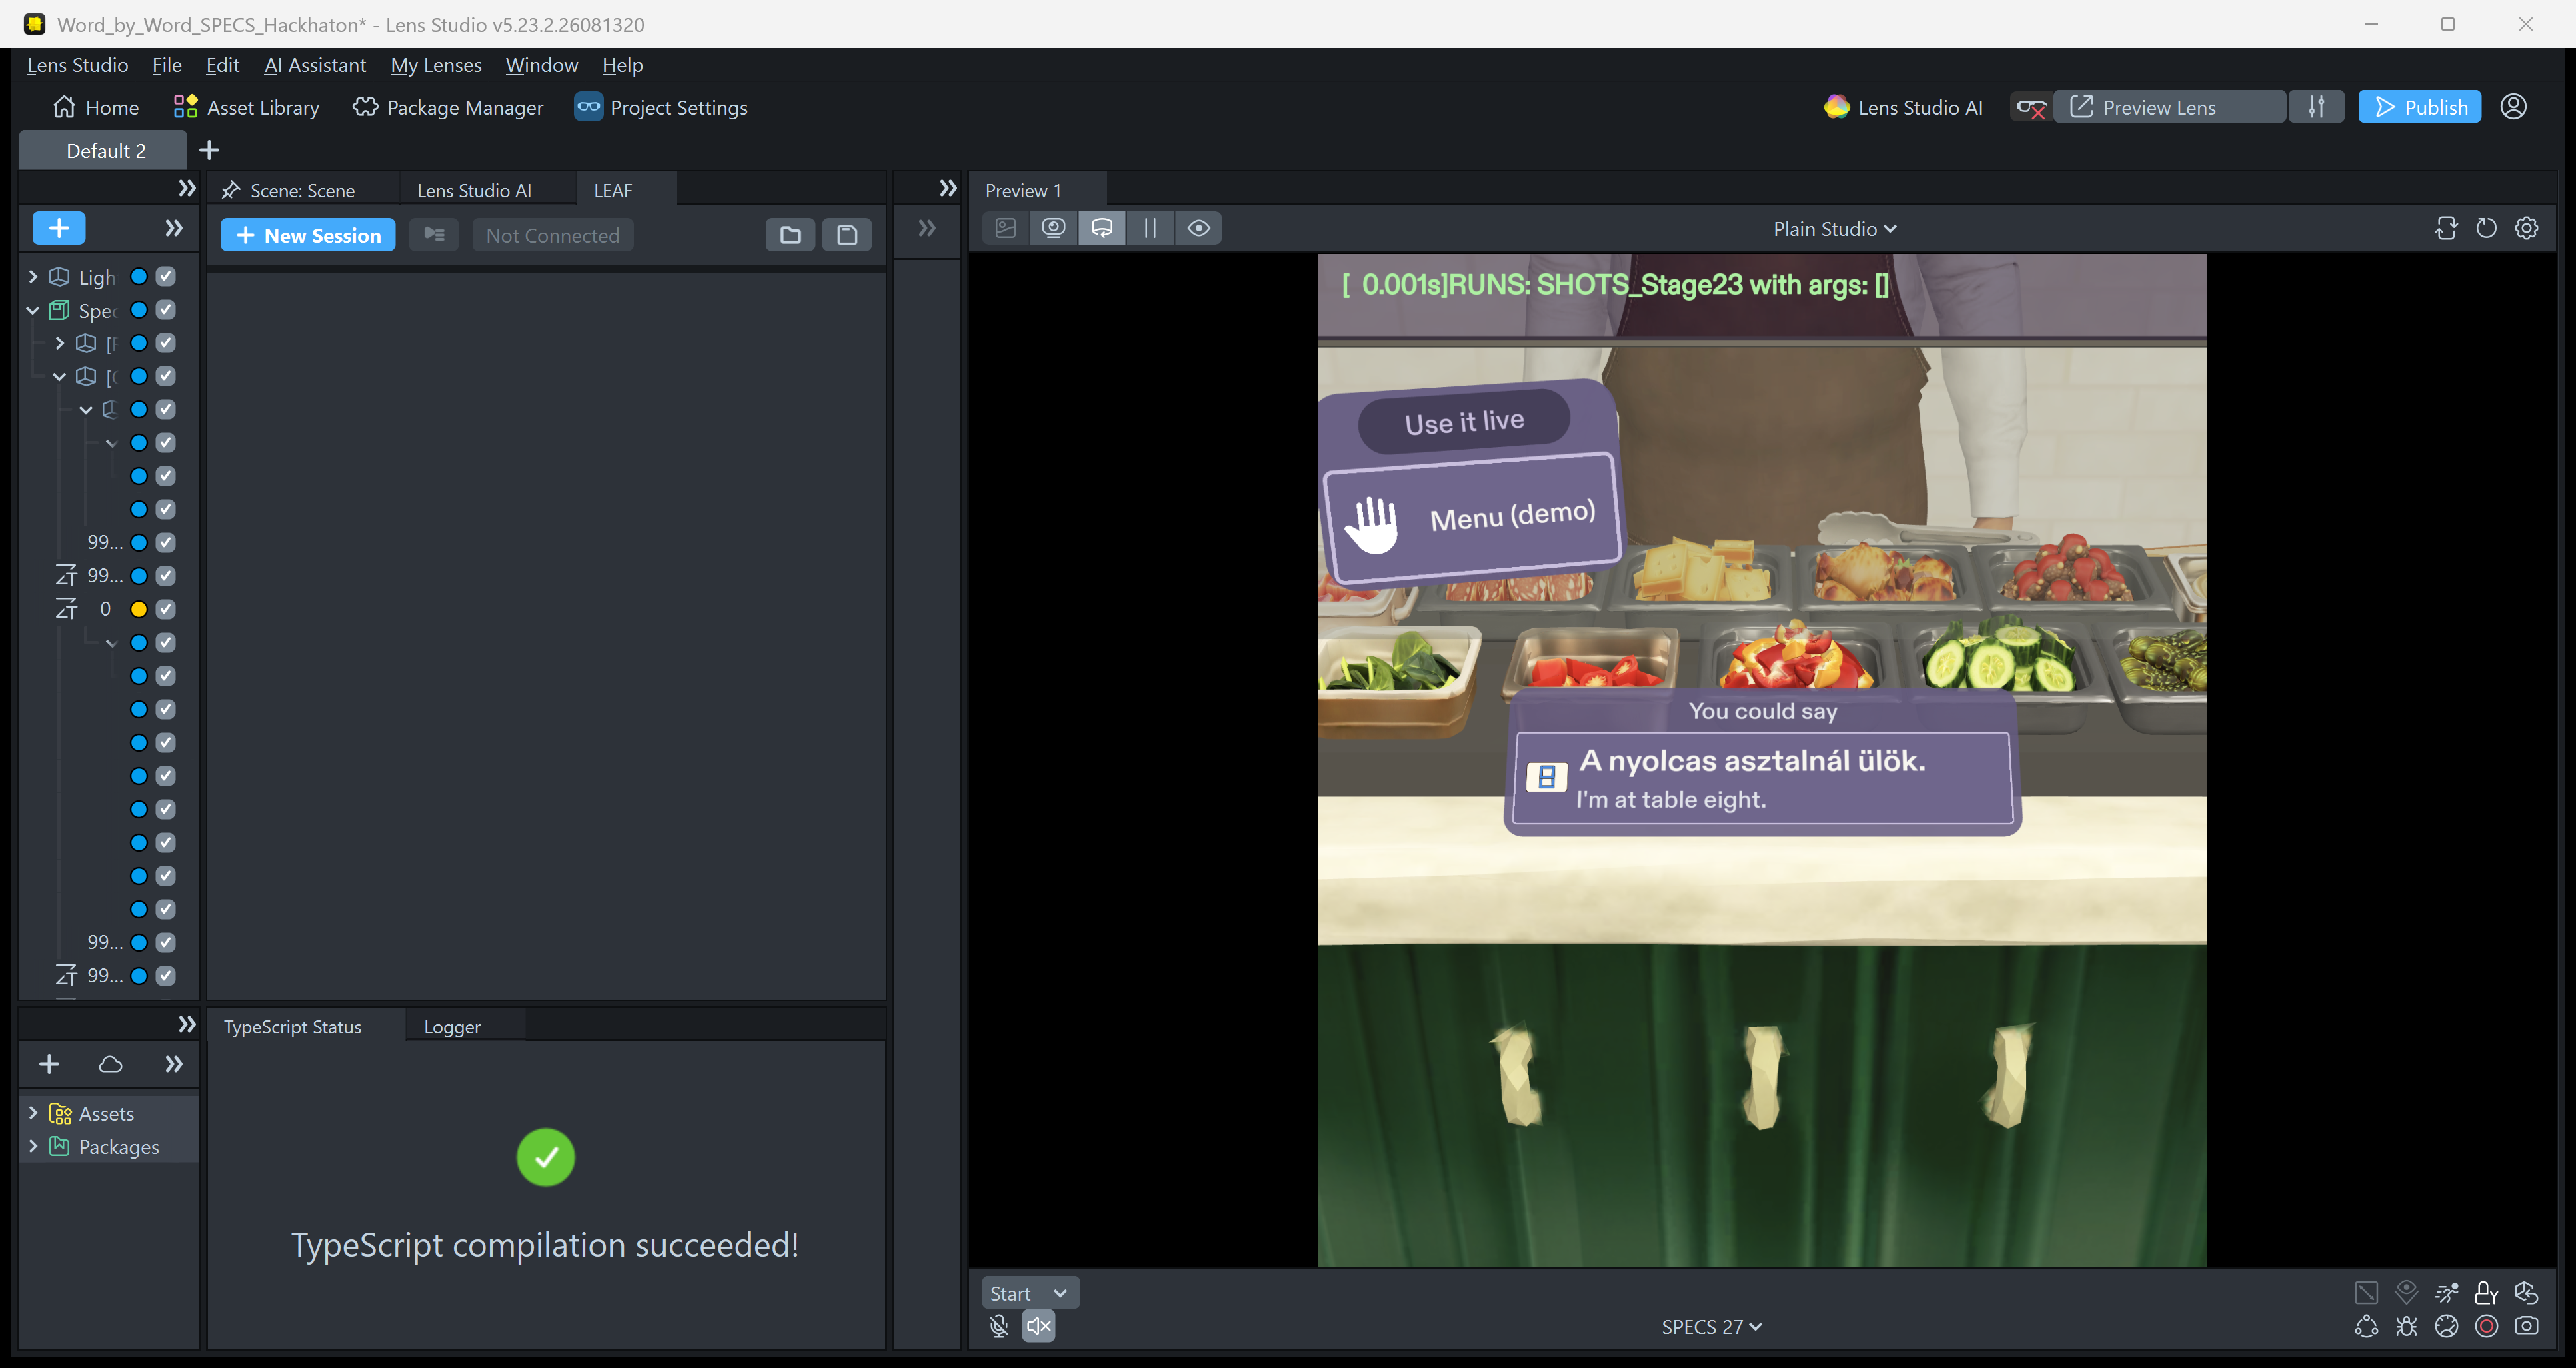 Word_by_Word_SPECS_Hackhaton* - Lens Studio v5.23.2.26081320
Lens Studio File Edit AI Assistant My Lenses Window Help
Home Asset Library Package Manager Project Settings Lens Studio AI Preview Lens Publish
Default 2
Scene: Scene Lens Studio AI LEAF Preview 1
New Session Not Connected Plain Studio
[ 0.001s]RUNS: SHOTS_Stage23 with args: []
Use it live
Menu (demo)
You could say
8 A nyolcas asztalnál ülök.
I'm at table eight.
Ligh
Spec
99...
99...
0
99...
99...
TypeScript Status Logger
Assets
Packages
TypeScript compilation succeeded!
Start
SPECS 27